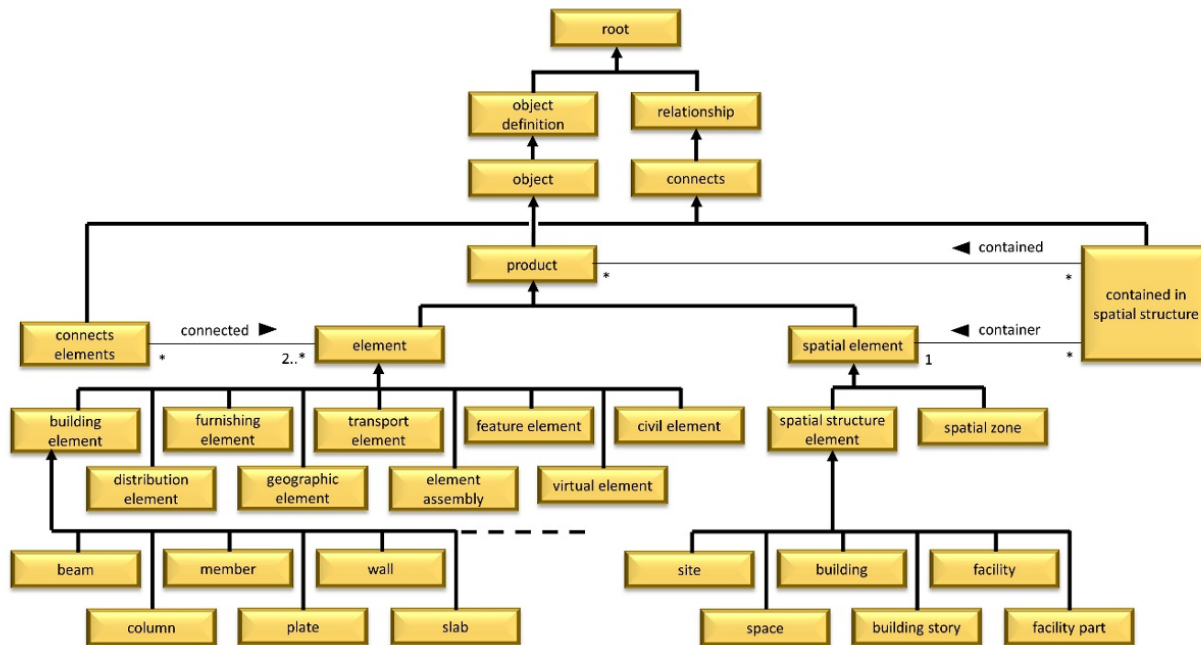 root
object
definition
relationship
object
connects
product
◄ contained
*
*
contained in
spatial structure
connects
elements
connected ►
*
2..*
element
spatial element
1
◄ container
*
building
element
furnishing
element
transport
element
feature element
civil element
spatial structure
element
spatial zone
distribution
element
geographic
element
element
assembly
virtual element
beam
member
wall
site
building
facility
column
plate
slab
space
building story
facility part